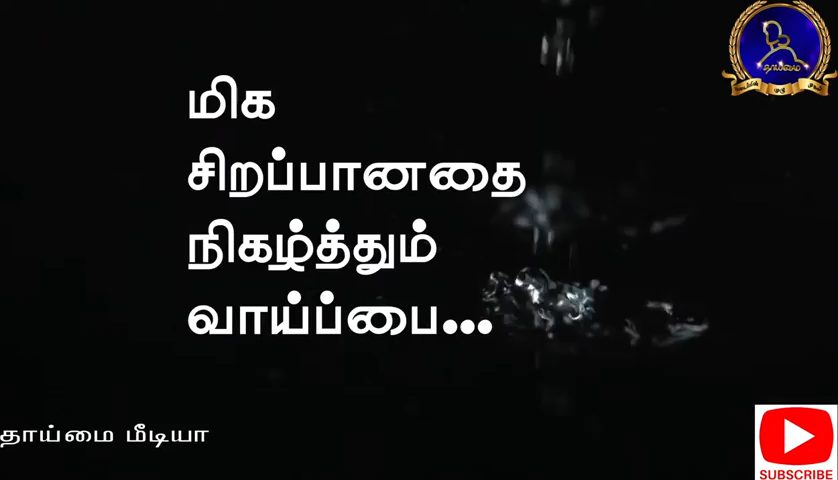 மிக
சிறப்பானதை
நிகழ்த்தும்
வாய்ப்பை...
தாய்மை மீடியா
தாய்மை
SUBSCRIBE